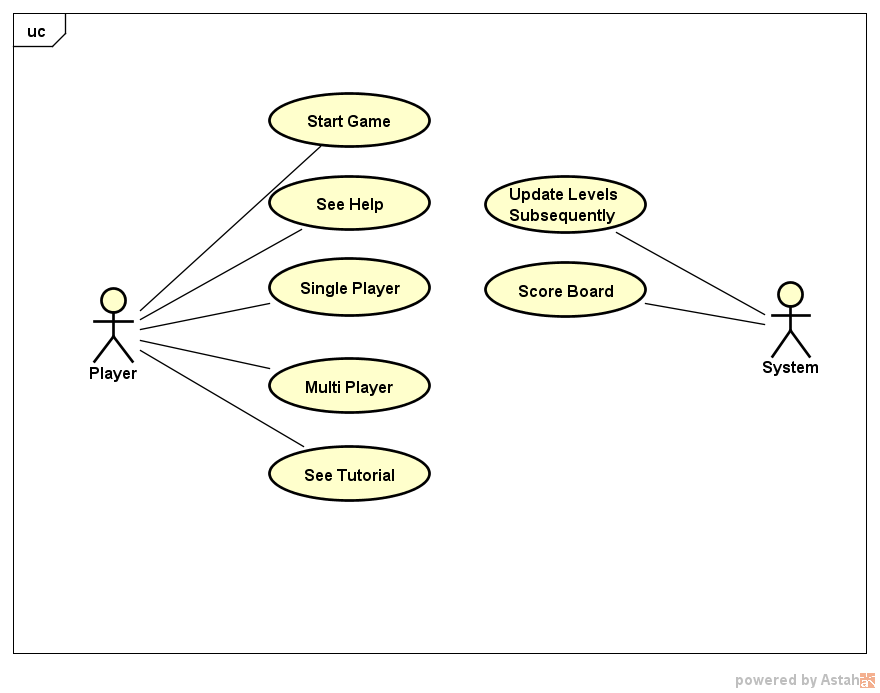 uc
Start Game
See Help
Update Levels
Subsequently
Single Player
Score Board
Player
System
Multi Player
See Tutorial
powered by Astah